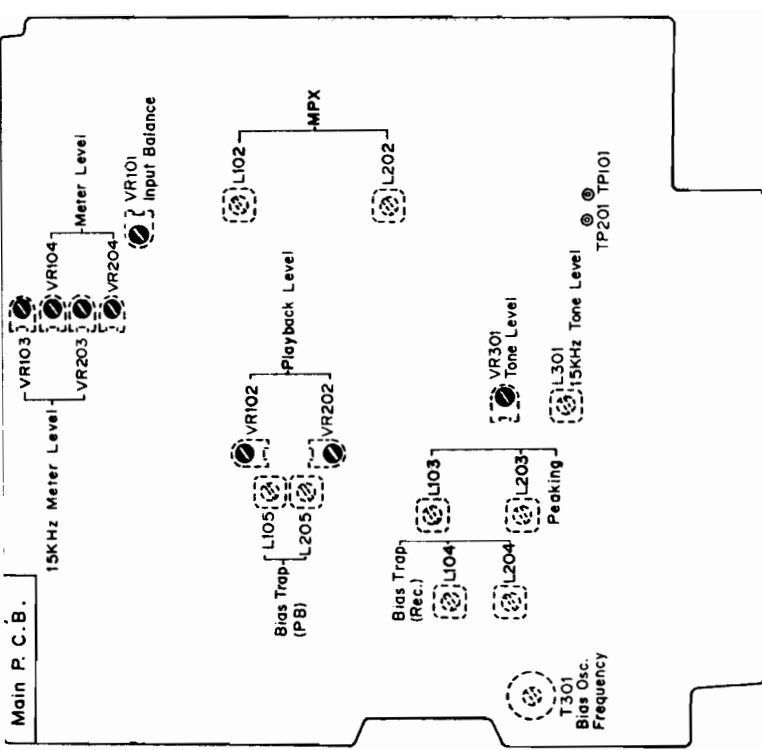 Main P. C. B.
15KHz Meter Level
VR103
VR203
VR104
VR204
Meter Level
VR101
Input Balance
Bias Trap
(PB)
L105
L205
VR102
VR202
Playback Level
L102
L202
MPX
Bias Trap
(Rec.)
L104
L204
L103
L203
Peaking
VR301
Tone Level
L301
15KHz Tone Level
TP201 TP101
T301
Bias Osc.
Frequency